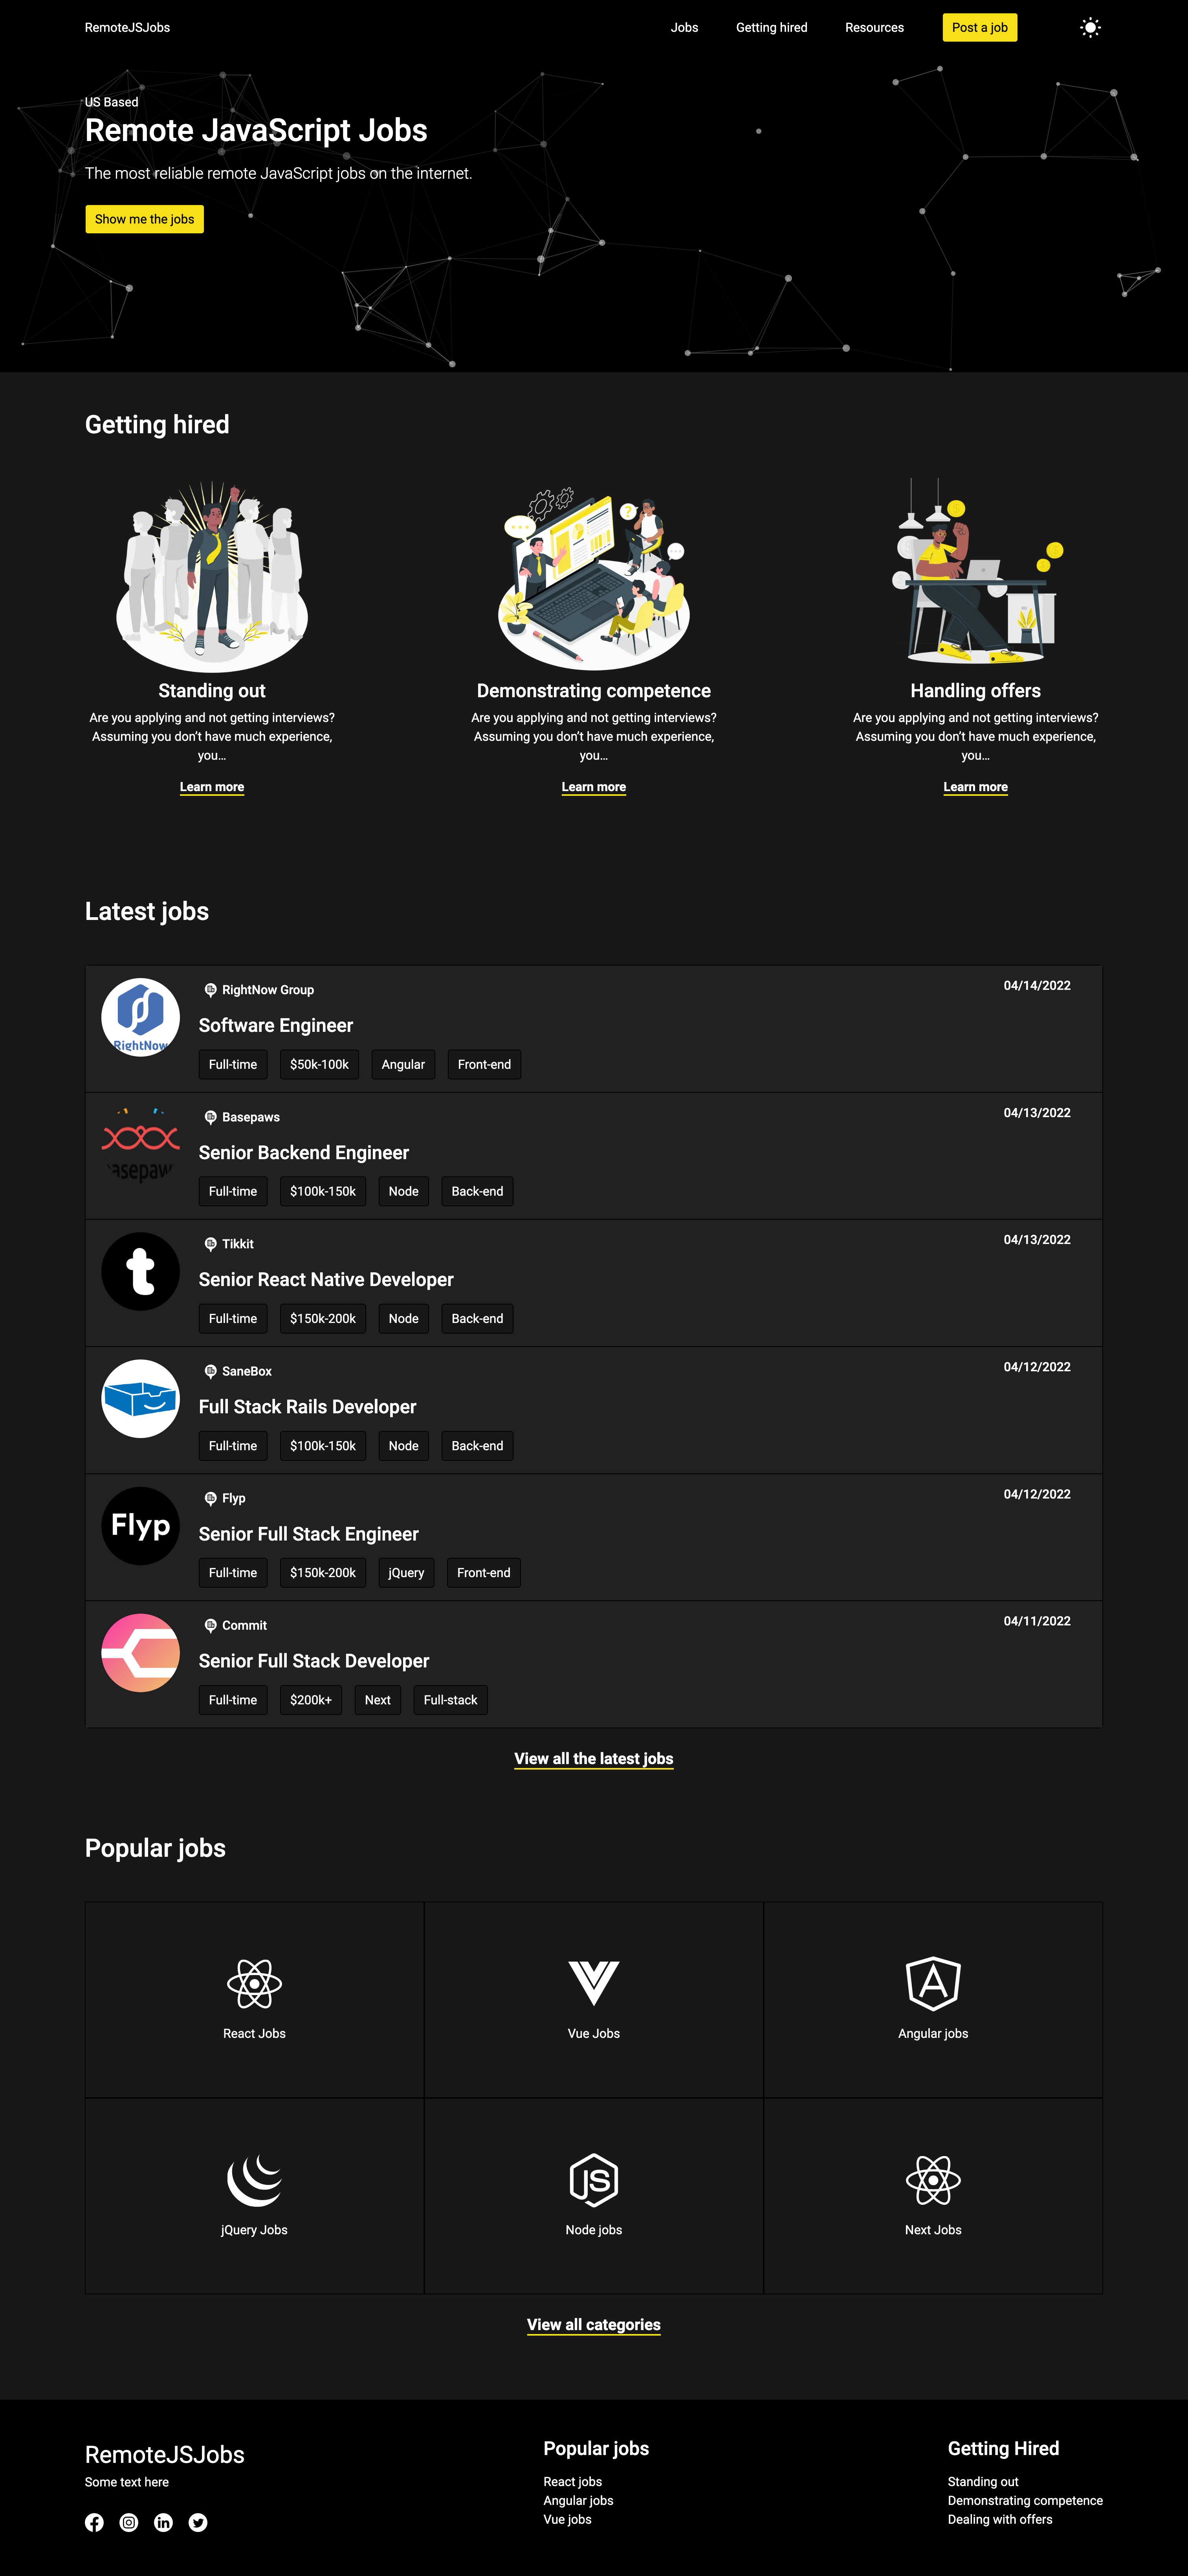 RemoteJSJobs
Jobs
Getting hired
Resources
Post a job
US Based
Remote JavaScript Jobs
The most reliable remote JavaScript jobs on the internet.
Show me the jobs
Getting hired
Standing out
Are you applying and not getting interviews?
Assuming you don’t have much experience,
you…
Learn more
?
Demonstrating competence
Are you applying and not getting interviews?
Assuming you don’t have much experience,
you…
Learn more
Handling offers
Are you applying and not getting interviews?
Assuming you don’t have much experience,
you…
Learn more
Latest jobs
RightNow
RightNow Group
04/14/2022
Software Engineer
Full-time
$50k-100k
Angular
Front-end
asepaw
Basepaws
04/13/2022
Senior Backend Engineer
Full-time
$100k-150k
Node
Back-end
t
Tikkit
04/13/2022
Senior React Native Developer
Full-time
$150k-200k
Node
Back-end
SaneBox
04/12/2022
Full Stack Rails Developer
Full-time
$100k-150k
Node
Back-end
Flyp
Flyp
04/12/2022
Senior Full Stack Engineer
Full-time
$150k-200k
jQuery
Front-end
Commit
04/11/2022
Senior Full Stack Developer
Full-time
$200k+
Next
Full-stack
View all the latest jobs
Popular jobs
React Jobs
Vue Jobs
A
Angular jobs
jQuery Jobs
JS
Node jobs
Next Jobs
View all categories
RemoteJSJobs
Some text here
f
in
Popular jobs
React jobs
Angular jobs
Vue jobs
Getting Hired
Standing out
Demonstrating competence
Dealing with offers